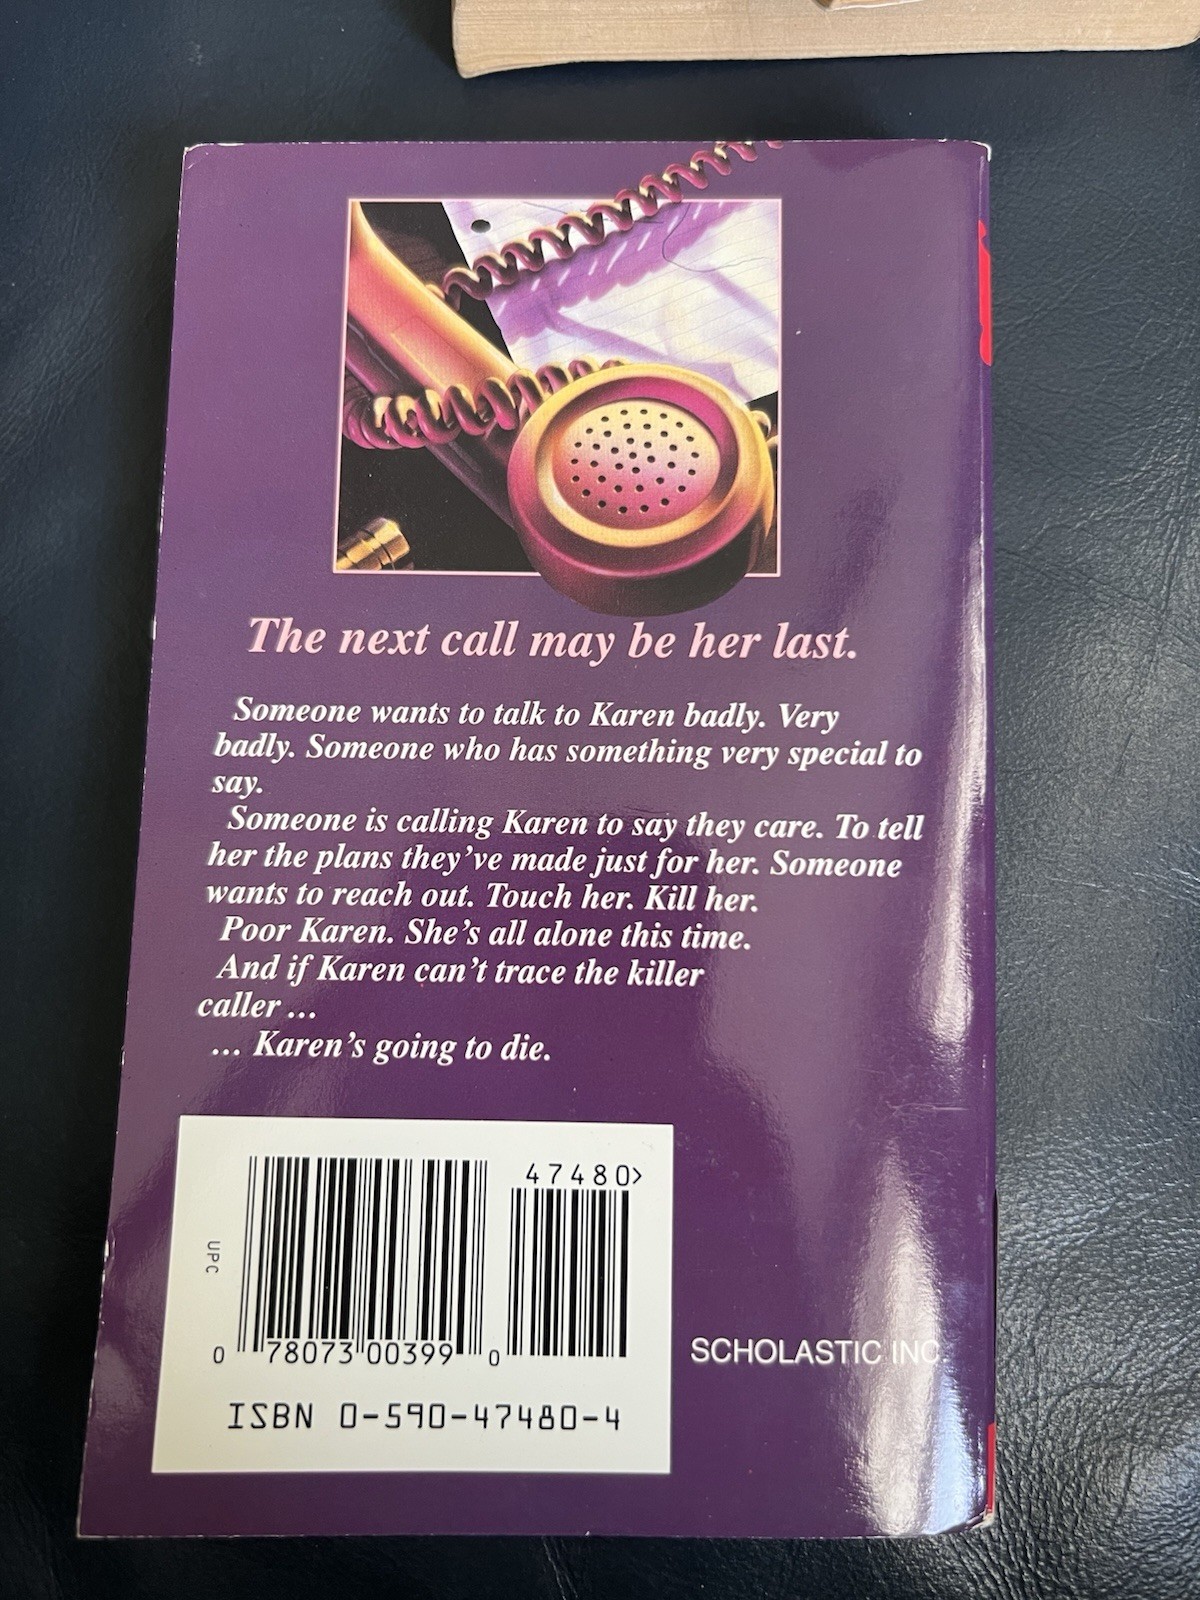 The next call may be her last.
Someone wants to talk to Karen badly. Very
badly. Someone who has something very special to
say.
Someone is calling Karen to say they care. To tell
her the plans they've made just for her. Someone
wants to reach out. Touch her. Kill her.
Poor Karen. She's all alone this time.
And if Karen can't trace the killer
caller ...
... Karen's going to die.
47480>
UPC
0 78073 00399 0
ISBN 0-590-47480-4
SCHOLASTIC INC.